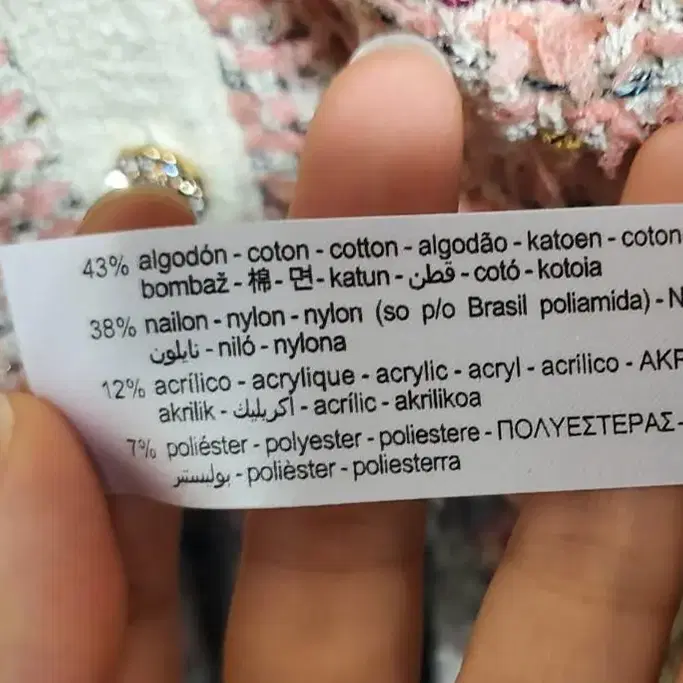 43% algodón - coton - cotton - algodão - katoen - coton
bombaž - 棉 - 면 - katun - قطن - cotó - kotoia
38% nailon - nylon - nylon (so p/o Brasil poliamida) - N
نايلون - niló - nylona
12% acrílico - acrylique - acrylic - acryl - acrílico - AKP
akrilik - اكريليك - acrílic - akrilikoa
7% poliéster - polyester - poliestere - ΠΟΛΥΕΣΤΕΡΑΣ -
بوليستر - polièster - poliesterra